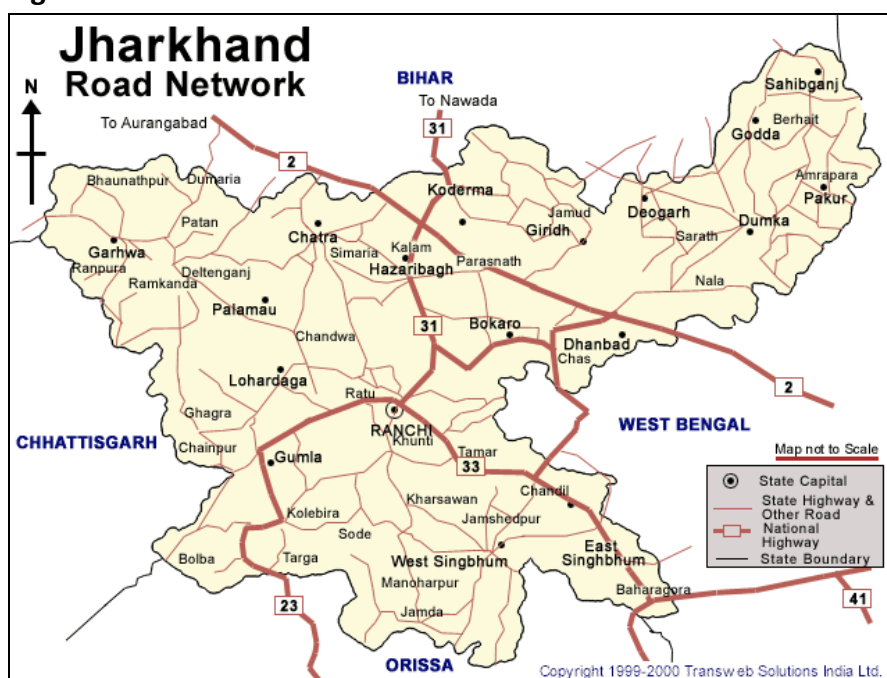 Jharkhand
Road Network
N
BIHAR
To Nawada
To Aurangabad
31
2
Sahibganj
Berhait
Godda
Bhaunathpur
Dumaria
Koderma
Amrapara
Pakur
Patan
Jamud
Deogarh
Chatra
Giridh
Dumka
Garhwa
Simaria
Kalam
Sarath
Ranpura
Deltenganj
Hazaribagh
Parasnath
Ramkanda
Nala
Palamau
31
Bokaro
Chandwa
Dhanbad
Chas
Lohardaga
2
Ratu
Ghagra
RANCHI
WEST BENGAL
CHHATTISGARH
Khunti
Chainpur
Gumla
Tamar
33
Map not to Scale
State Capital
State Highway &
Other Road
National
Highway
State Boundary
Chandil
Kharsawan
Kolebira
Jamshedpur
Sode
East
Singhbhum
Bolba
Targa
West Singbhum
Manoharpur
Baharagora
23
Jamda
41
ORISSA
Copyright 1999-2000 Transweb Solutions India Ltd.